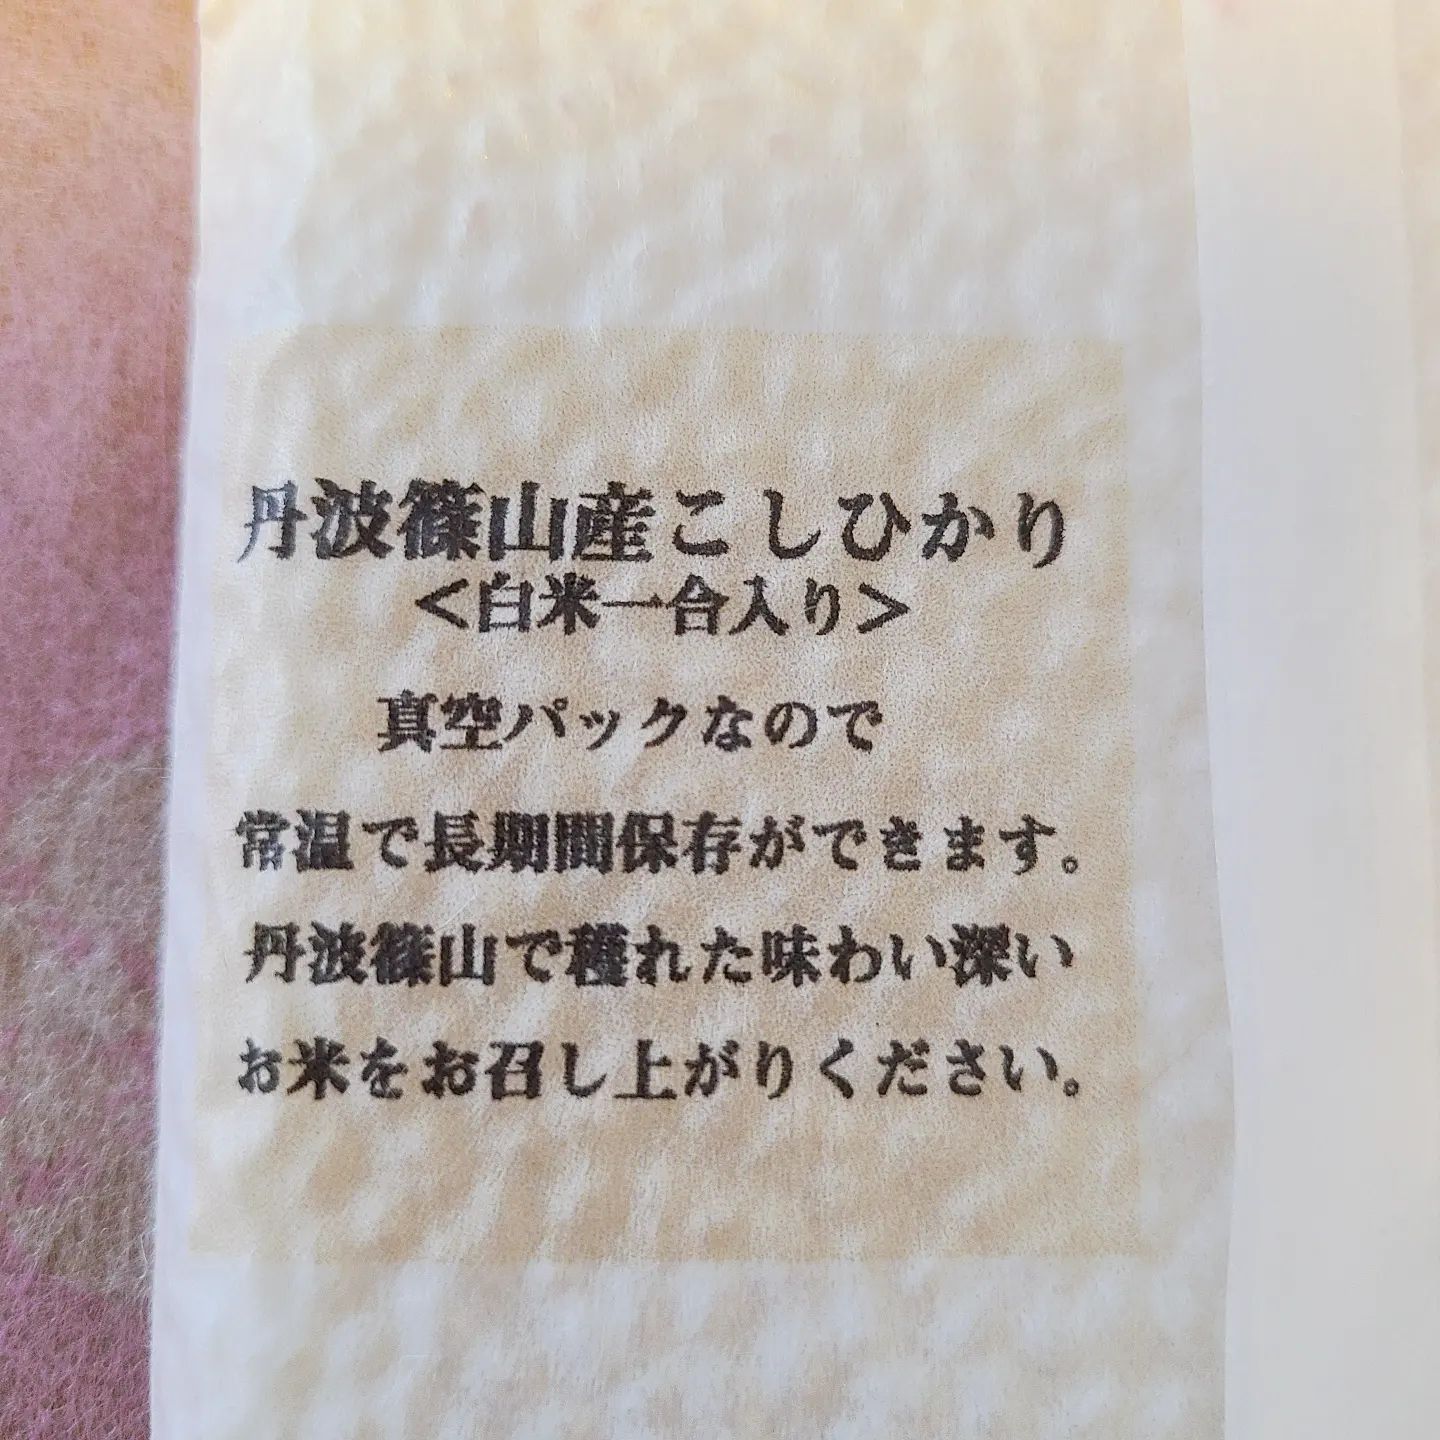 丹波篠山産こしひかり
＜白米一合入り＞
真空パックなので
常温で長期間保存ができます。
丹波篠山で穫れた味わい深い
お米をお召し上がりください。